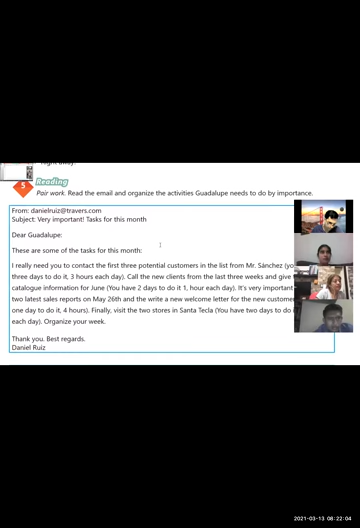 Right away.
5
Reading
Pair work. Read the email and organize the activities Guadalupe needs to do by importance.
From: danielruiz@travers.com
Subject: Very important! Tasks for this month
Dear Guadalupe:
These are some of the tasks for this month:
I really need you to contact the first three potential customers in the list from Mr. Sánchez (yo
three days to do it, 3 hours each day). Call the new clients from the last three weeks and give
catalogue information for June (You have 2 days to do it 1, hour each day). It's very important
two latest sales reports on May 26th and the write a new welcome letter for the new custome
one day to do it, 4 hours). Finally, visit the two stores in Santa Tecla (You have two days to do i
each day). Organize your week.
Thank you. Best regards.
Daniel Ruiz
2021-03-13 08:22:04